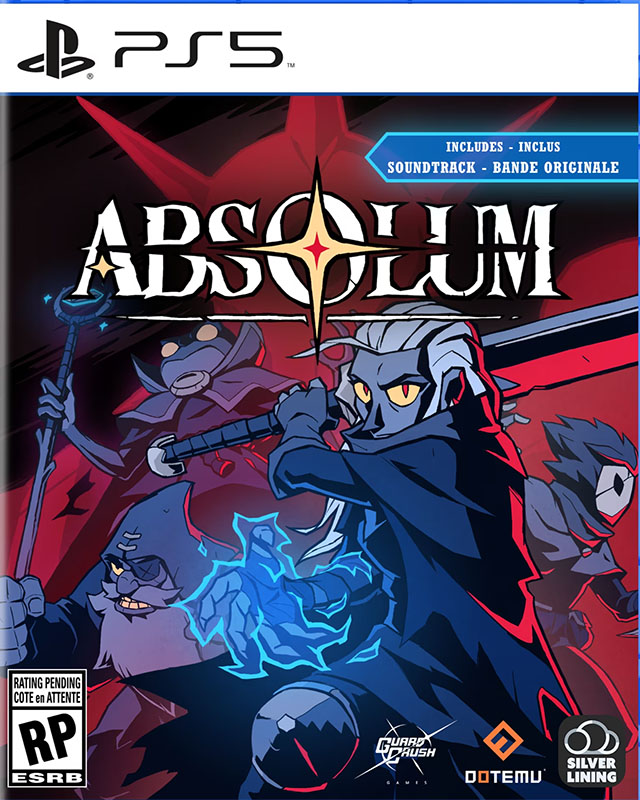 PS5
INCLUDES - INCLUS
SOUNDTRACK - BANDE ORIGINALE
ABSOLUM
RATING PENDING
COTE en ATTENTE
RP
ESRB
GUARD
CRUSH
GAMES
DOTEMU
SILVER
LINING